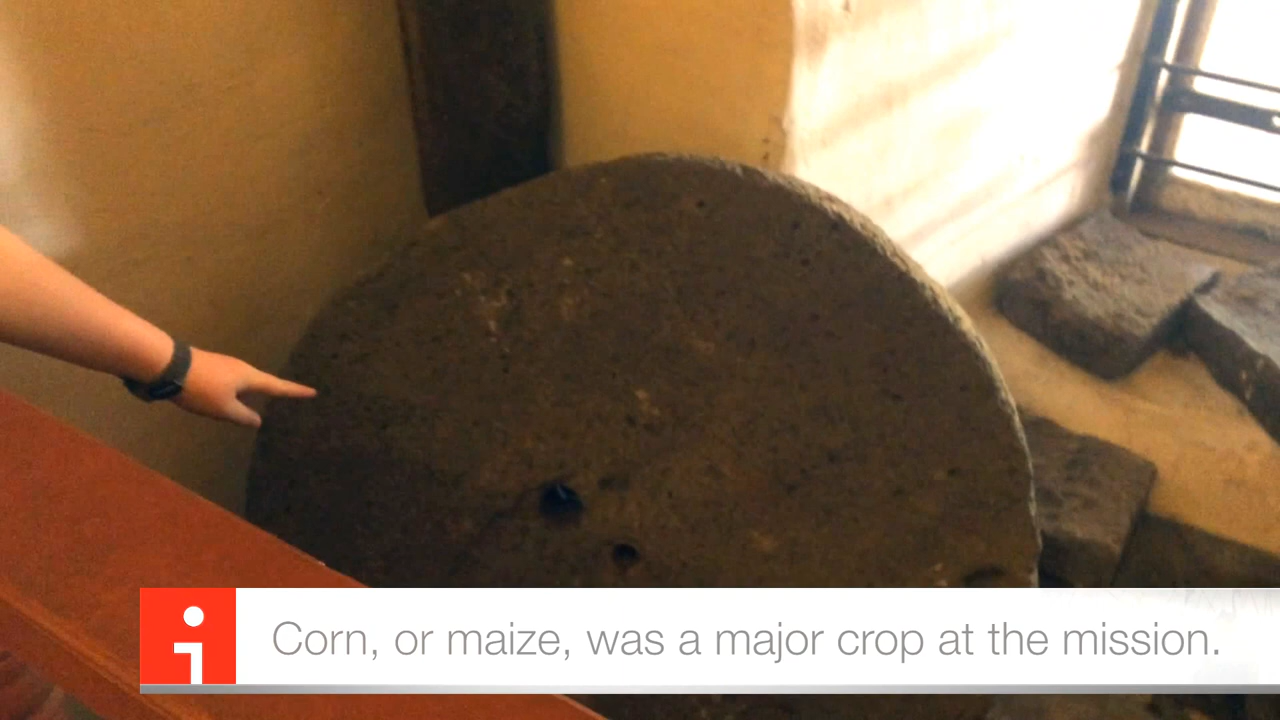 Corn, or maize, was a major crop at the mission.